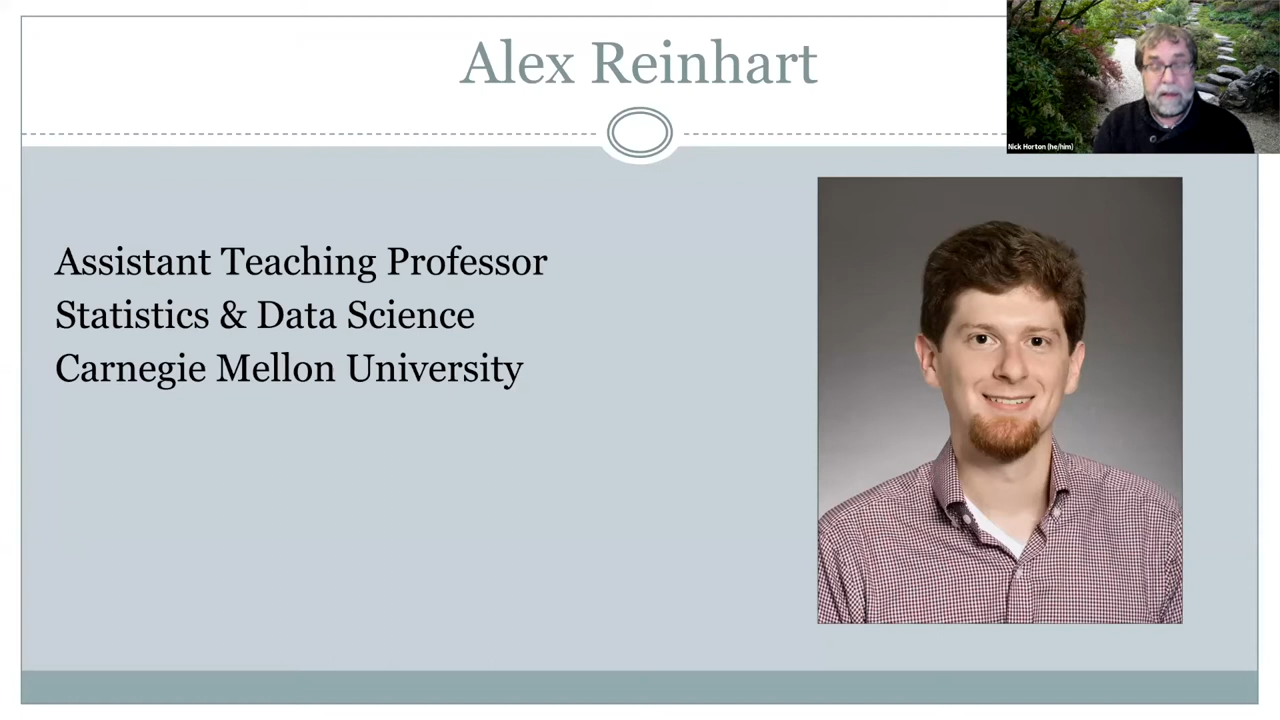 Alex Reinhart
Nick Horton (he/him)
Assistant Teaching Professor
Statistics & Data Science
Carnegie Mellon University